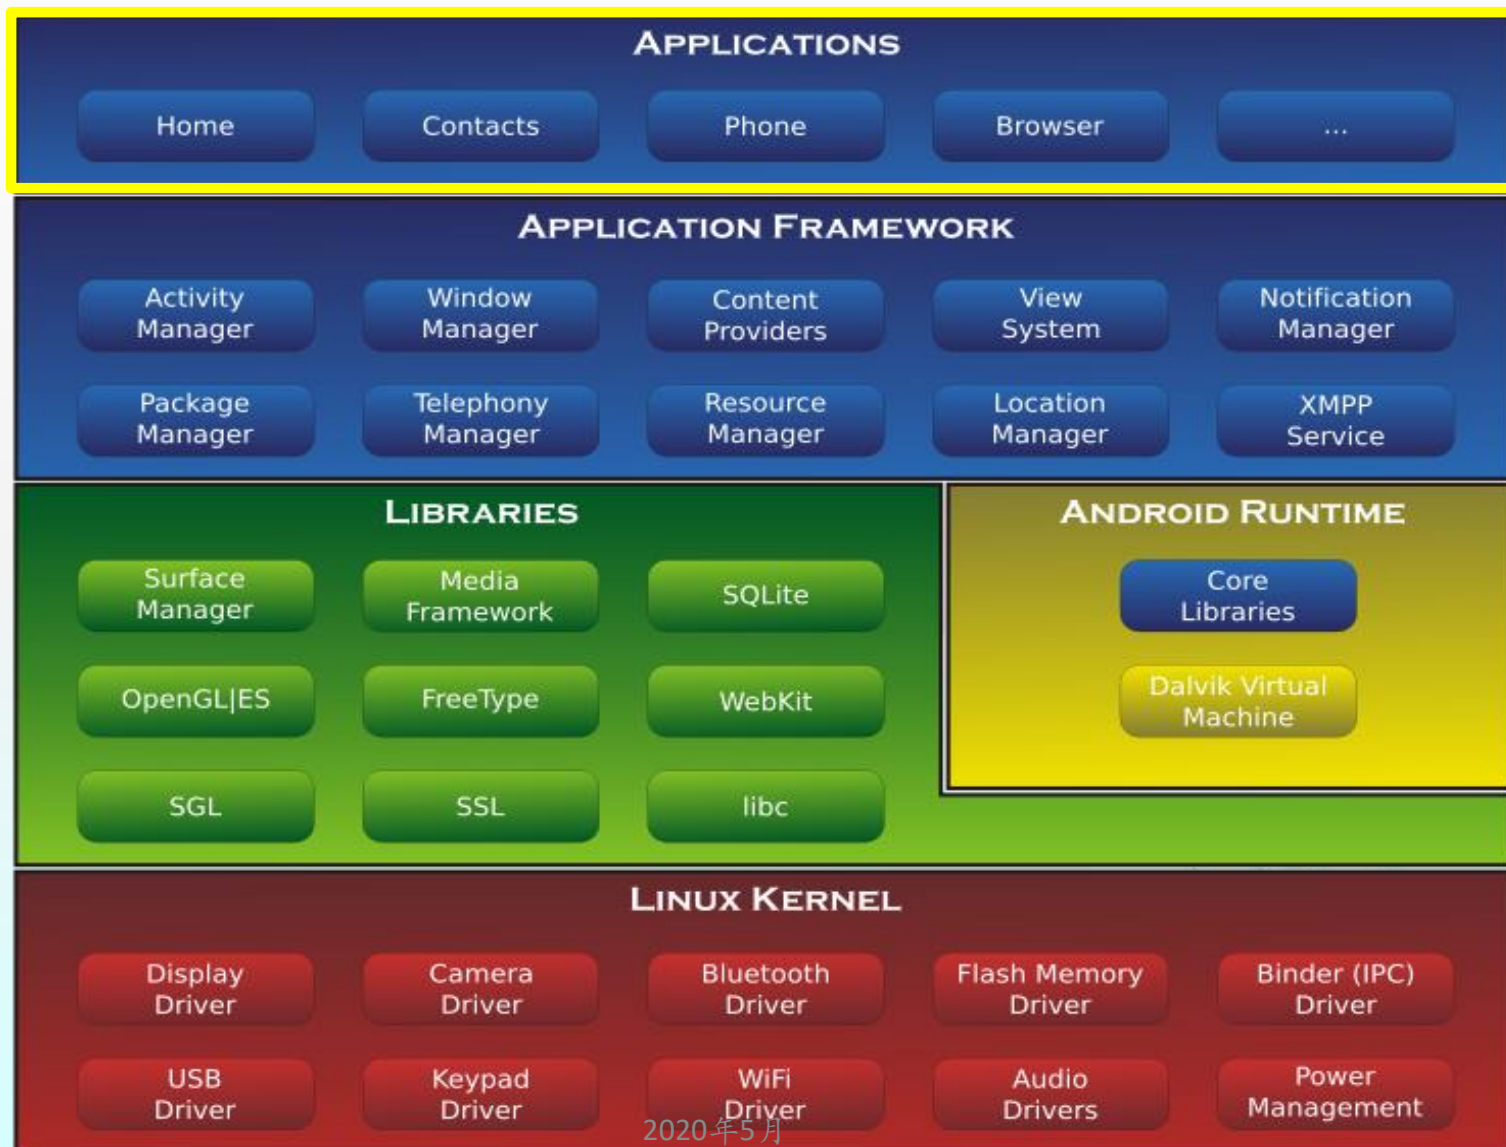 APPLICATIONS
Home
Contacts
Phone
Browser
...
APPLICATION FRAMEWORK
Activity
Manager
Window
Manager
Content
Providers
View
System
Notification
Manager
Package
Manager
Telephony
Manager
Resource
Manager
Location
Manager
XMPP
Service
LIBRARIES
Surface
Manager
Media
Framework
SQLite
OpenGL|ES
FreeType
WebKit
SGL
SSL
libc
ANDROID RUNTIME
Core
Libraries
Dalvik Virtual
Machine
LINUX KERNEL
Display
Driver
Camera
Driver
Bluetooth
Driver
Flash Memory
Driver
Binder (IPC)
Driver
USB
Driver
Keypad
Driver
WiFi
Driver
Audio
Drivers
Power
Management
2020年5月